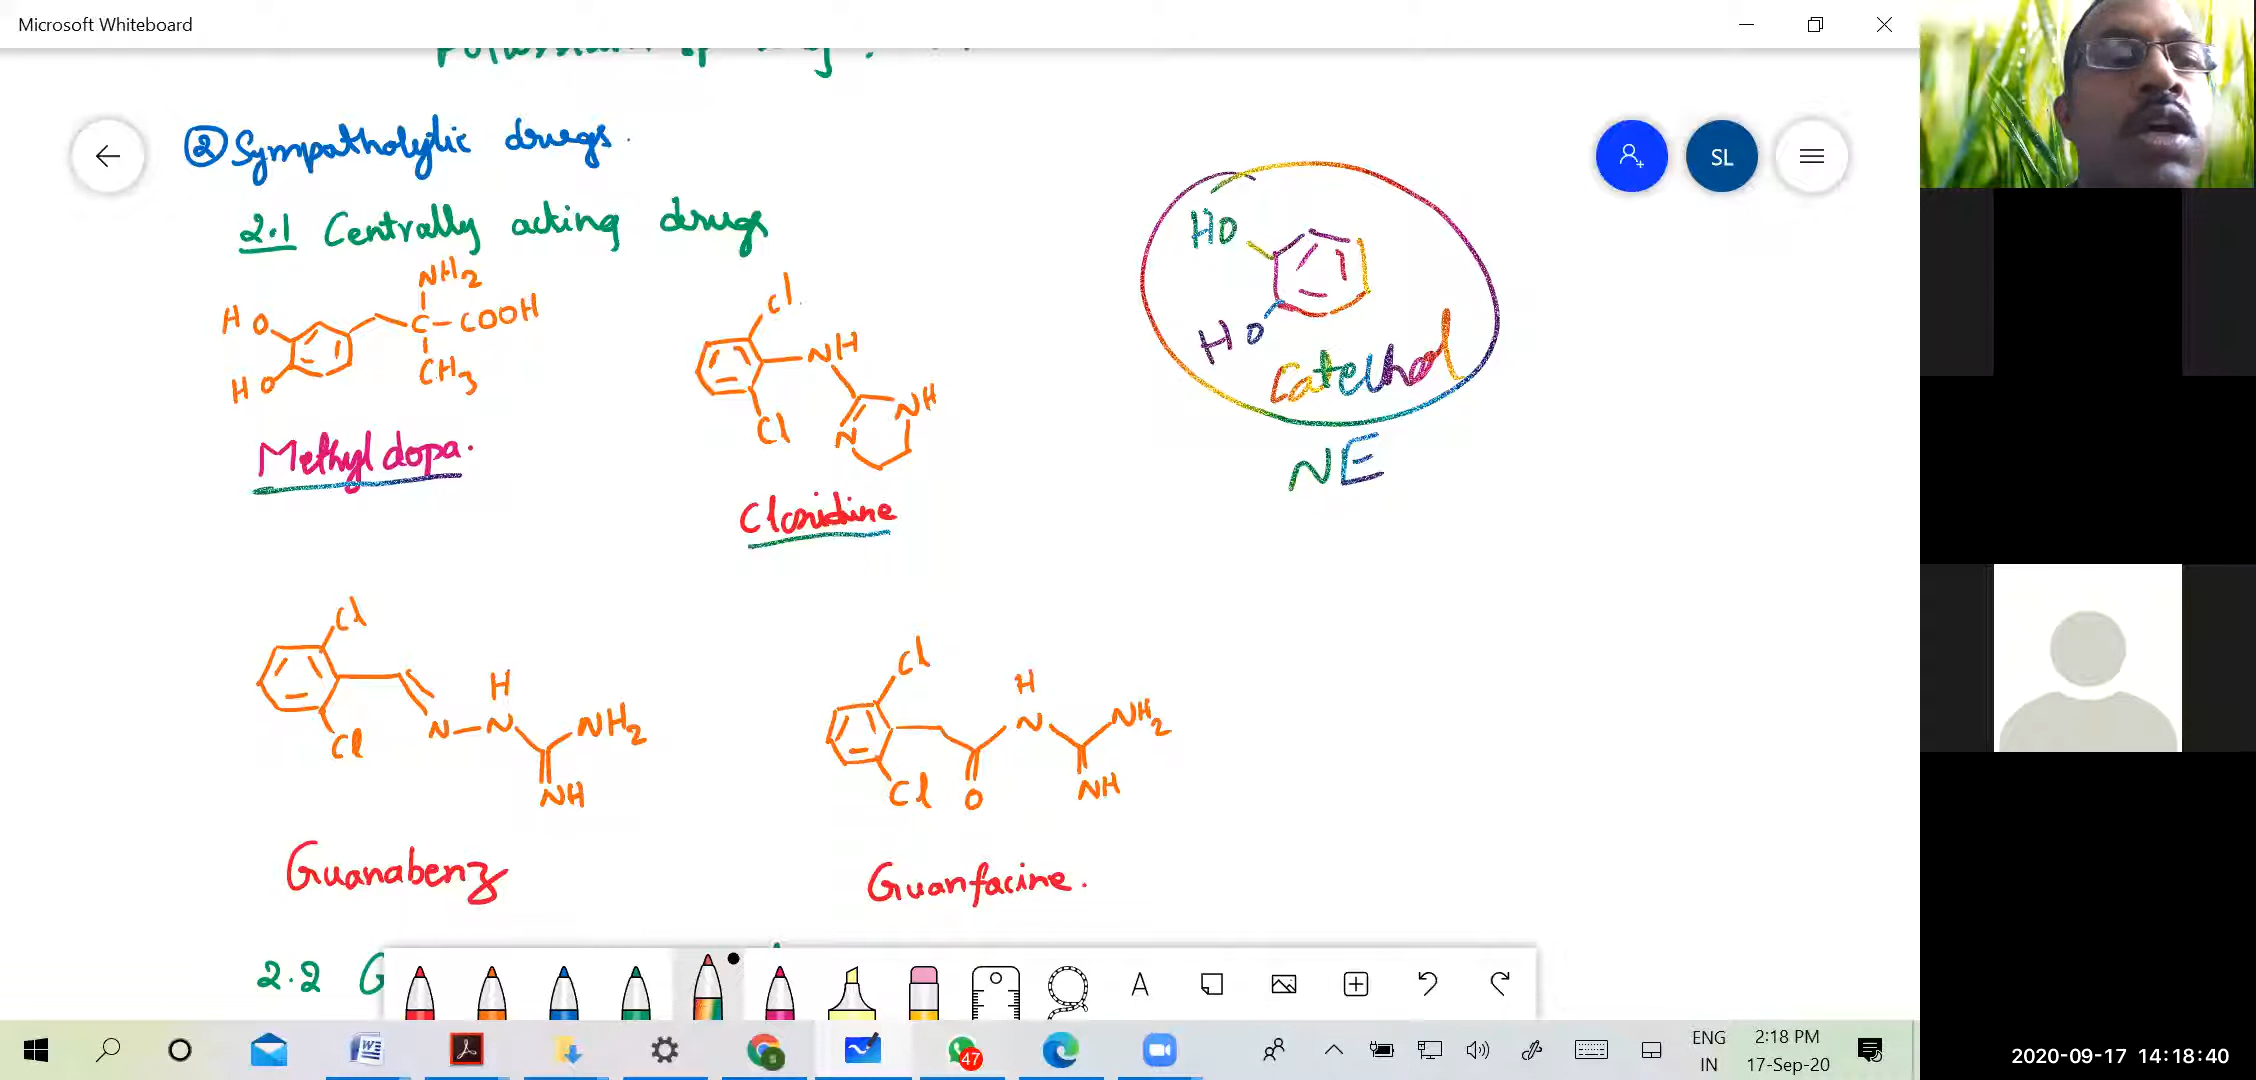 Microsoft Whiteboard
② Sympatholytic drugs.
SL
2.1 Centrally acting drugs
NH2
HO
C-COOH
HO
CH3
Methyl dopa.
Cl
NH
NH
N
Cl
Clonidine
HO
HO
Catechol
NE
Cl
H
N-N
NH2
Cl
NH
Guanabenz
Cl
H
N
NH2
Cl
O
NH
Guanfacine.
2.2 G
A
47
ENG
IN
2:18 PM
17-Sep-20
2020-09-17 14:18:40